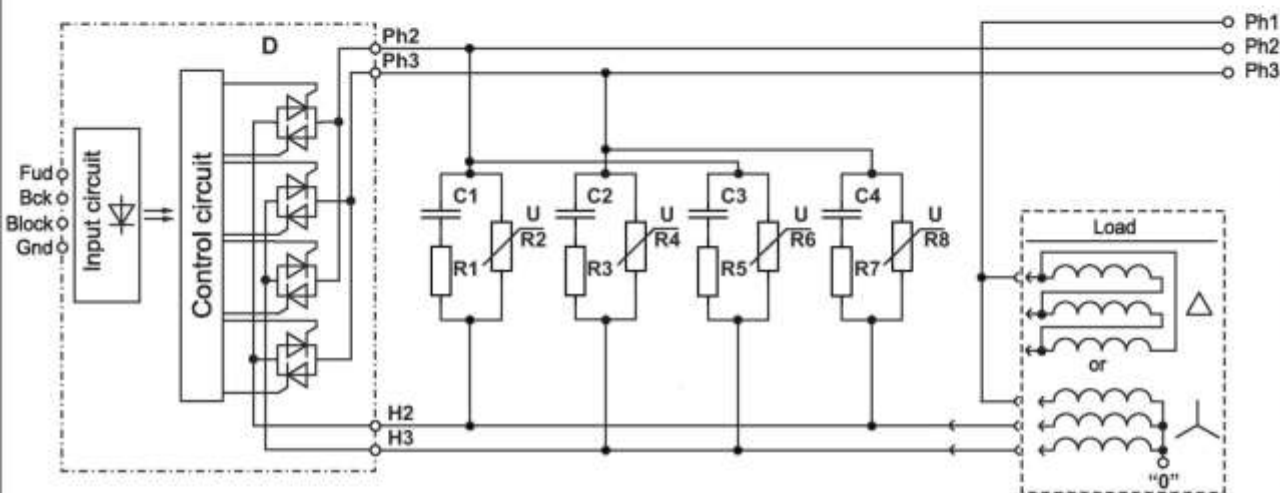 D
Ph2
Ph3
Ph1
Ph2
Ph3
Fud
Bck
Block
Gnd
Input circuit
Control circuit
C1
U
R2
R1
C2
U
R4
R3
C3
U
R6
R5
C4
U
R8
R7
Load
or
"0"
H2
H3